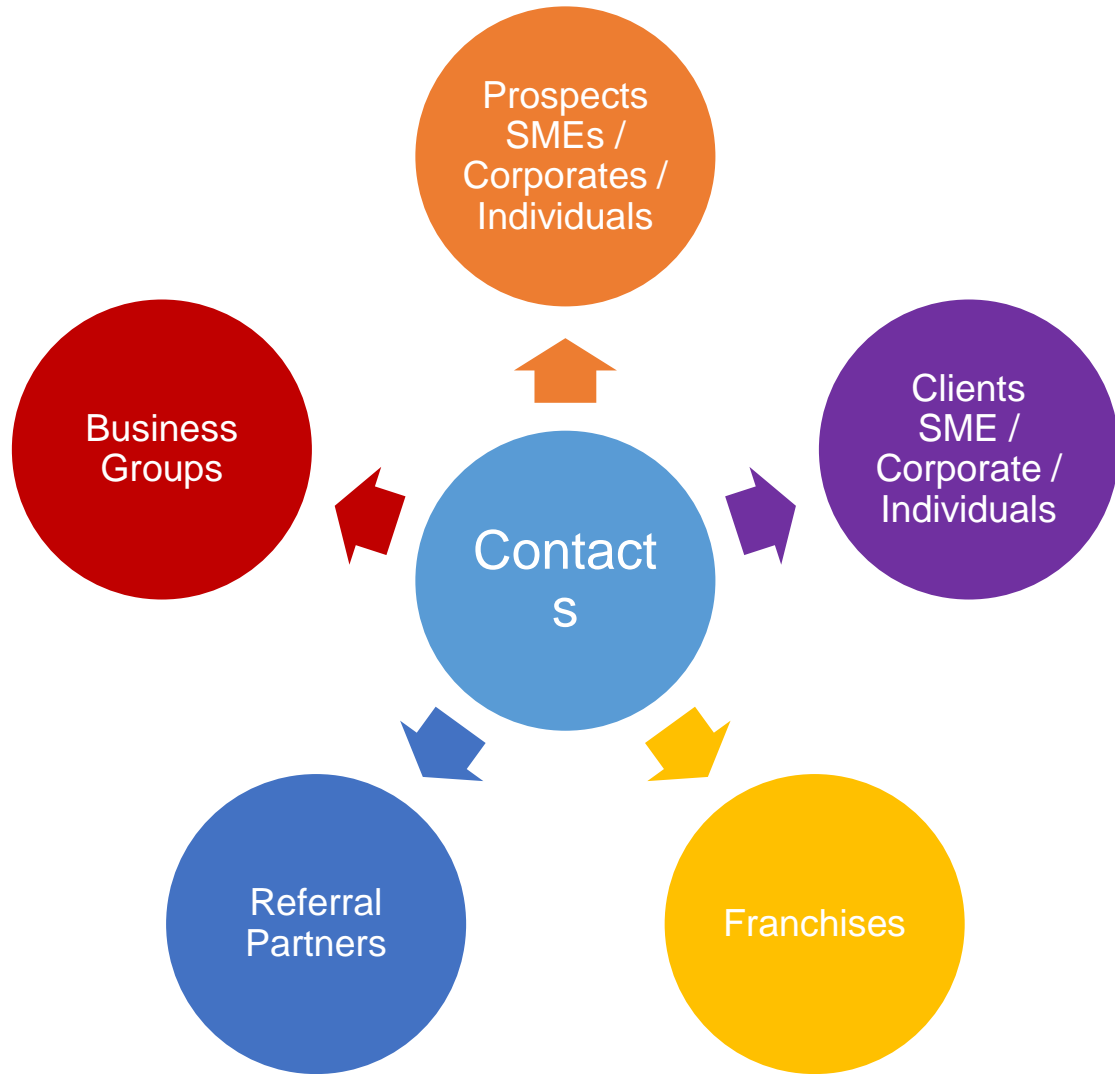 Prospects
SMEs /
Corporates /
Individuals
Clients
SME /
Corporate /
Individuals
Franchises
Referral
Partners
Business
Groups
Contact
s